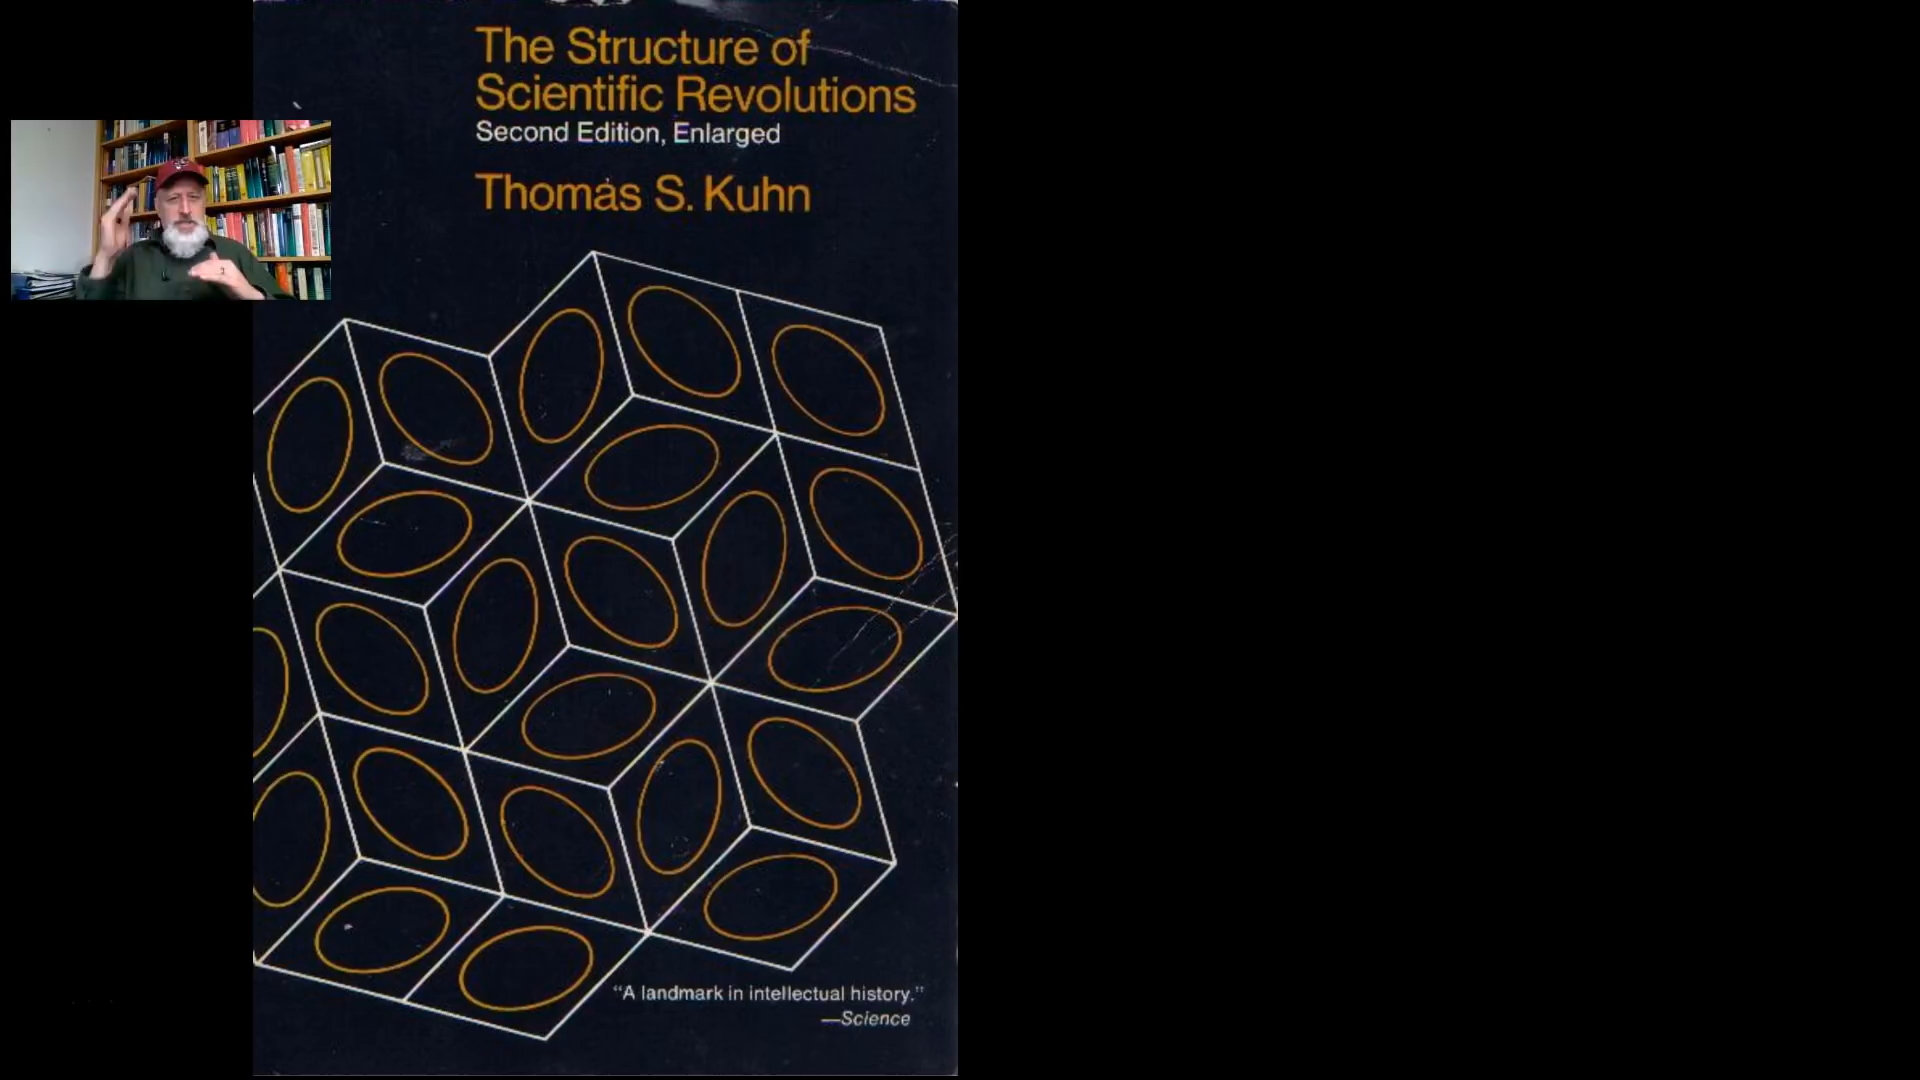 The Structure of
Scientific Revolutions
Second Edition, Enlarged
Thomas S. Kuhn
“A landmark in intellectual history.”
—Science